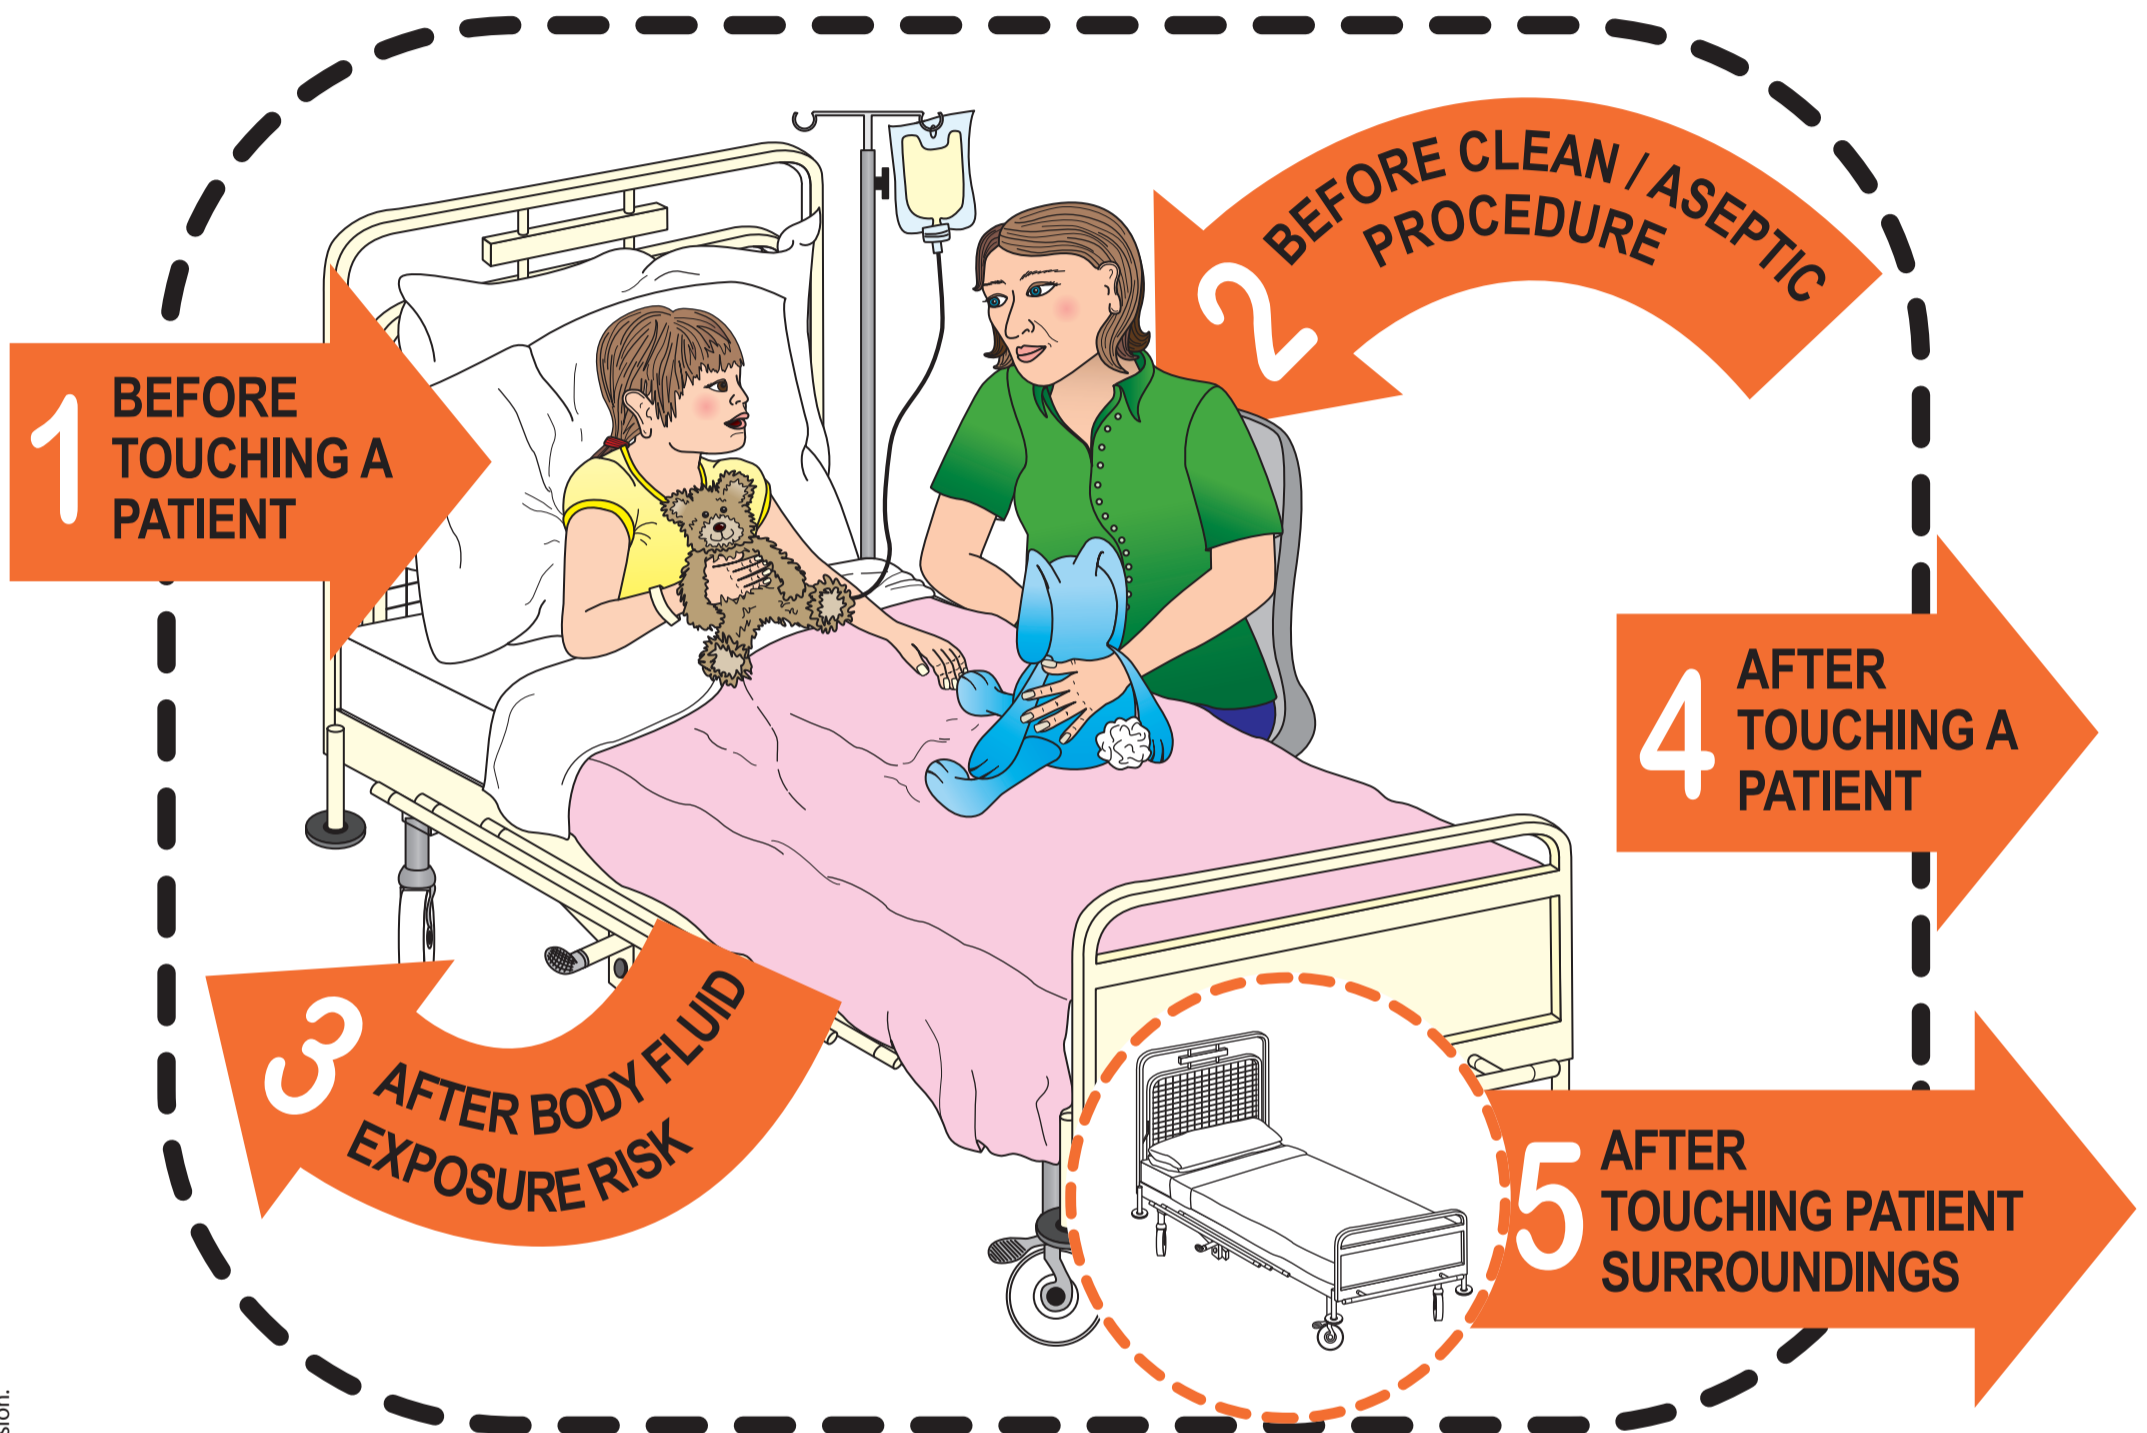 1
BEFORE
TOUCHING A
PATIENT
2
BEFORE CLEAN / ASEPTIC
PROCEDURE
3
AFTER BODY FLUID
EXPOSURE RISK
4
AFTER
TOUCHING A
PATIENT
5
AFTER
TOUCHING PATIENT
SURROUNDINGS